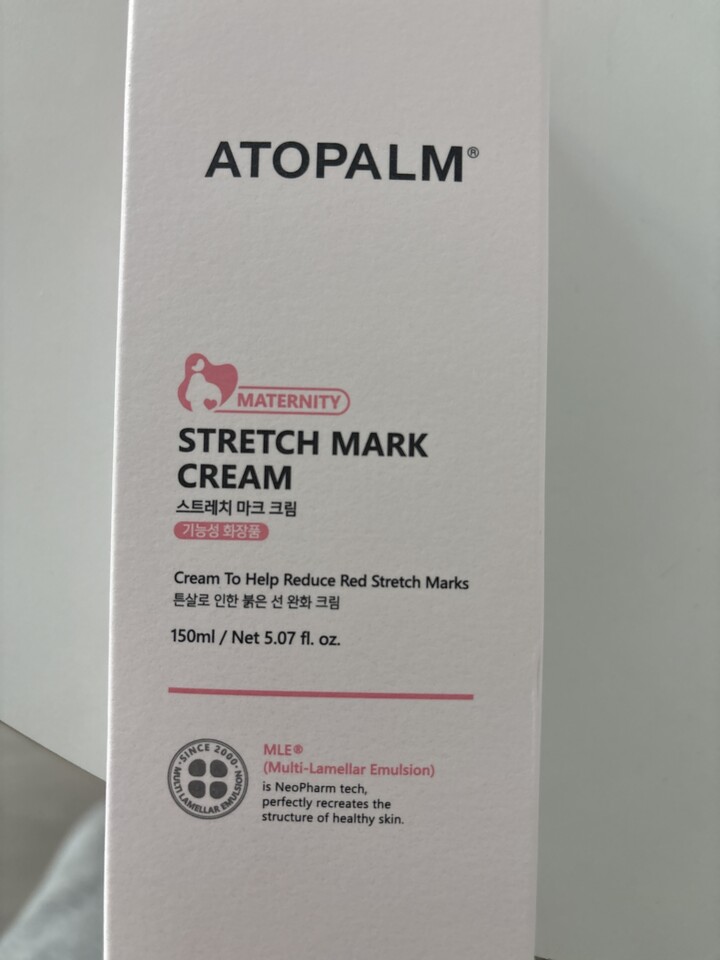 ATOPALM®
MATERNITY
STRETCH MARK
CREAM
스트레치 마크 크림
기능성 화장품
Cream To Help Reduce Red Stretch Marks
튼살로 인한 붉은 선 완화 크림
150ml / Net 5.07 fl. oz.
·SINCE 2000·
MULTI LAMELLAR EMULSION
MLE®
(Multi-Lamellar Emulsion)
is NeoPharm tech,
perfectly recreates the
structure of healthy skin.